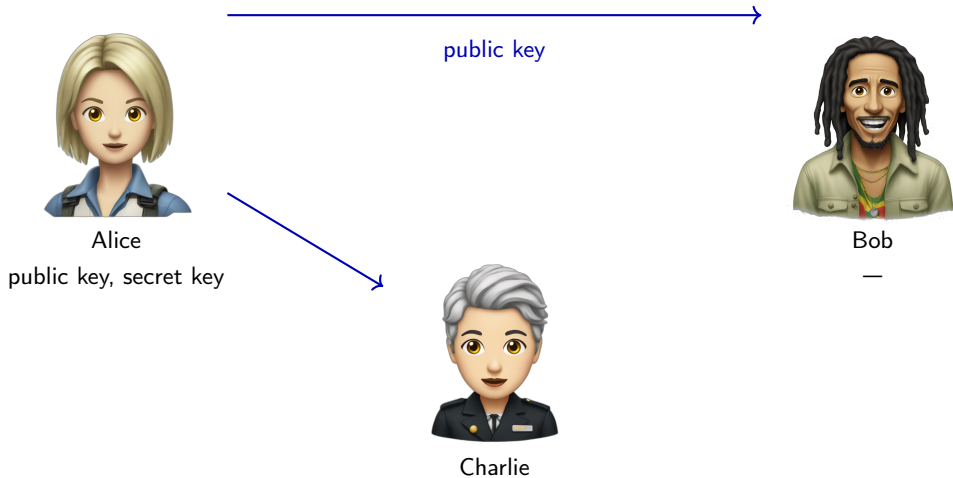 public key
Alice
Bob
public key, secret key
—
Charlie